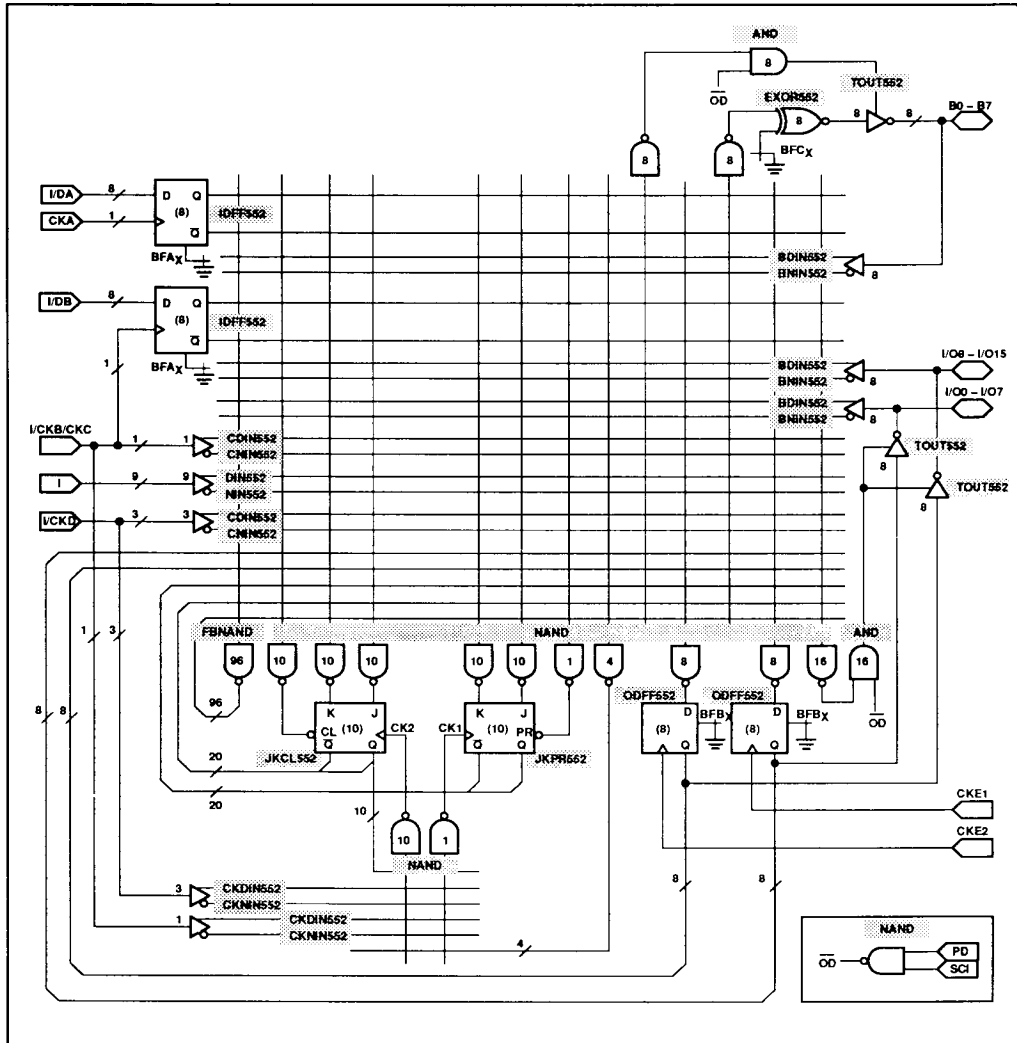 AND
8
OD
TOUT552
EXOR552
8
8
8
B0 – B7
BFCX
8
8
I/DA
8
D Q
CKA
1
(8)
Q
IDFF552
BFAX
BDIN552
BNIN552
8
I/DB
8
D Q
(8)
Q
IDFF552
BFAX
1
BDIN552
BNIN552
8
I/O8 – I/O15
BDIN552
BNIN552
8
I/O0 – I/O7
I/CKB/CKC
1
1
CDIN552
CNIN552
TOUT552
8
I
9
9
DIN552
NIN552
TOUT552
8
I/CKD
3
3
CDIN552
CNIN552
1
3
FBNAND
NAND
AND
96
10
10
10
10
10
1
4
8
8
16
16
ODFF552
ODFF552
96
8
8
K J
CL (10)
Q Q
CK2
CK1
K J
(10) PR
Q Q
D
(8)
Q
BFBX
D
(8)
Q
BFBX
OD
JKCL552
JKPR552
20
20
10
10
1
NAND
CKE1
CKE2
3
CKDIN552
CKNIN552
1
CKDIN552
CKNIN552
4
8
8
NAND
OD
PD
SCI